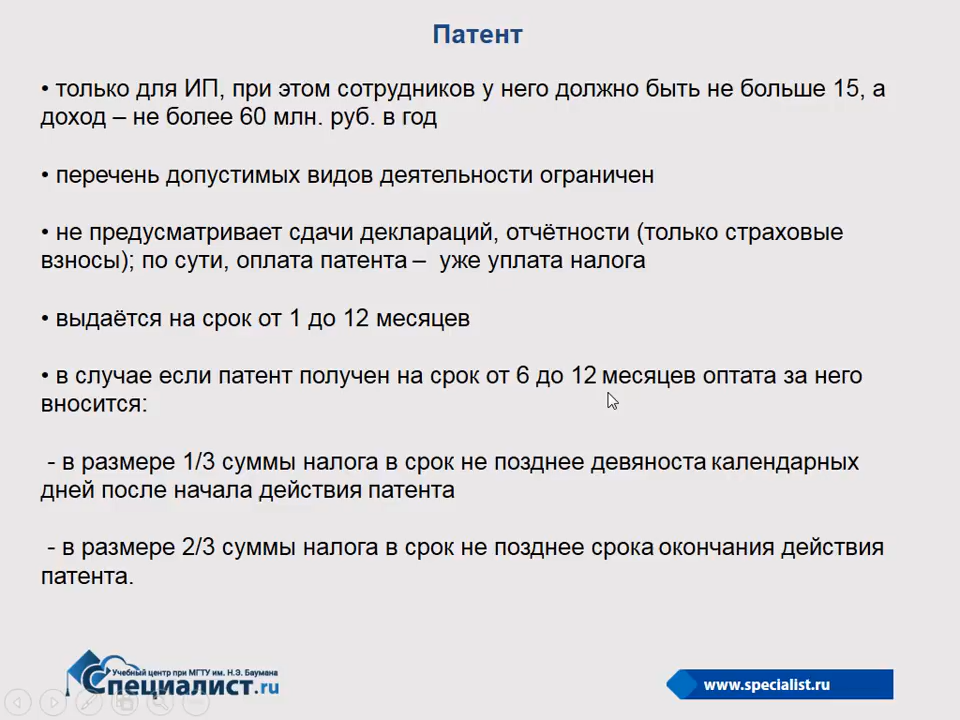 Патент
• только для ИП, при этом сотрудников у него должно быть не больше 15, а
доход – не более 60 млн. руб. в год
• перечень допустимых видов деятельности ограничен
• не предусматривает сдачи деклараций, отчётности (только страховые
взносы); по сути, оплата патента – уже уплата налога
• выдаётся на срок от 1 до 12 месяцев
• в случае если патент получен на срок от 6 до 12 месяцев оптата за него
вносится:
- в размере 1/3 суммы налога в срок не позднее девяноста календарных
дней после начала действия патента
- в размере 2/3 суммы налога в срок не позднее срока окончания действия
патента.
Учебный центр при МГТУ им. Н.Э. Баумана
Специалист.ru
www.specialist.ru